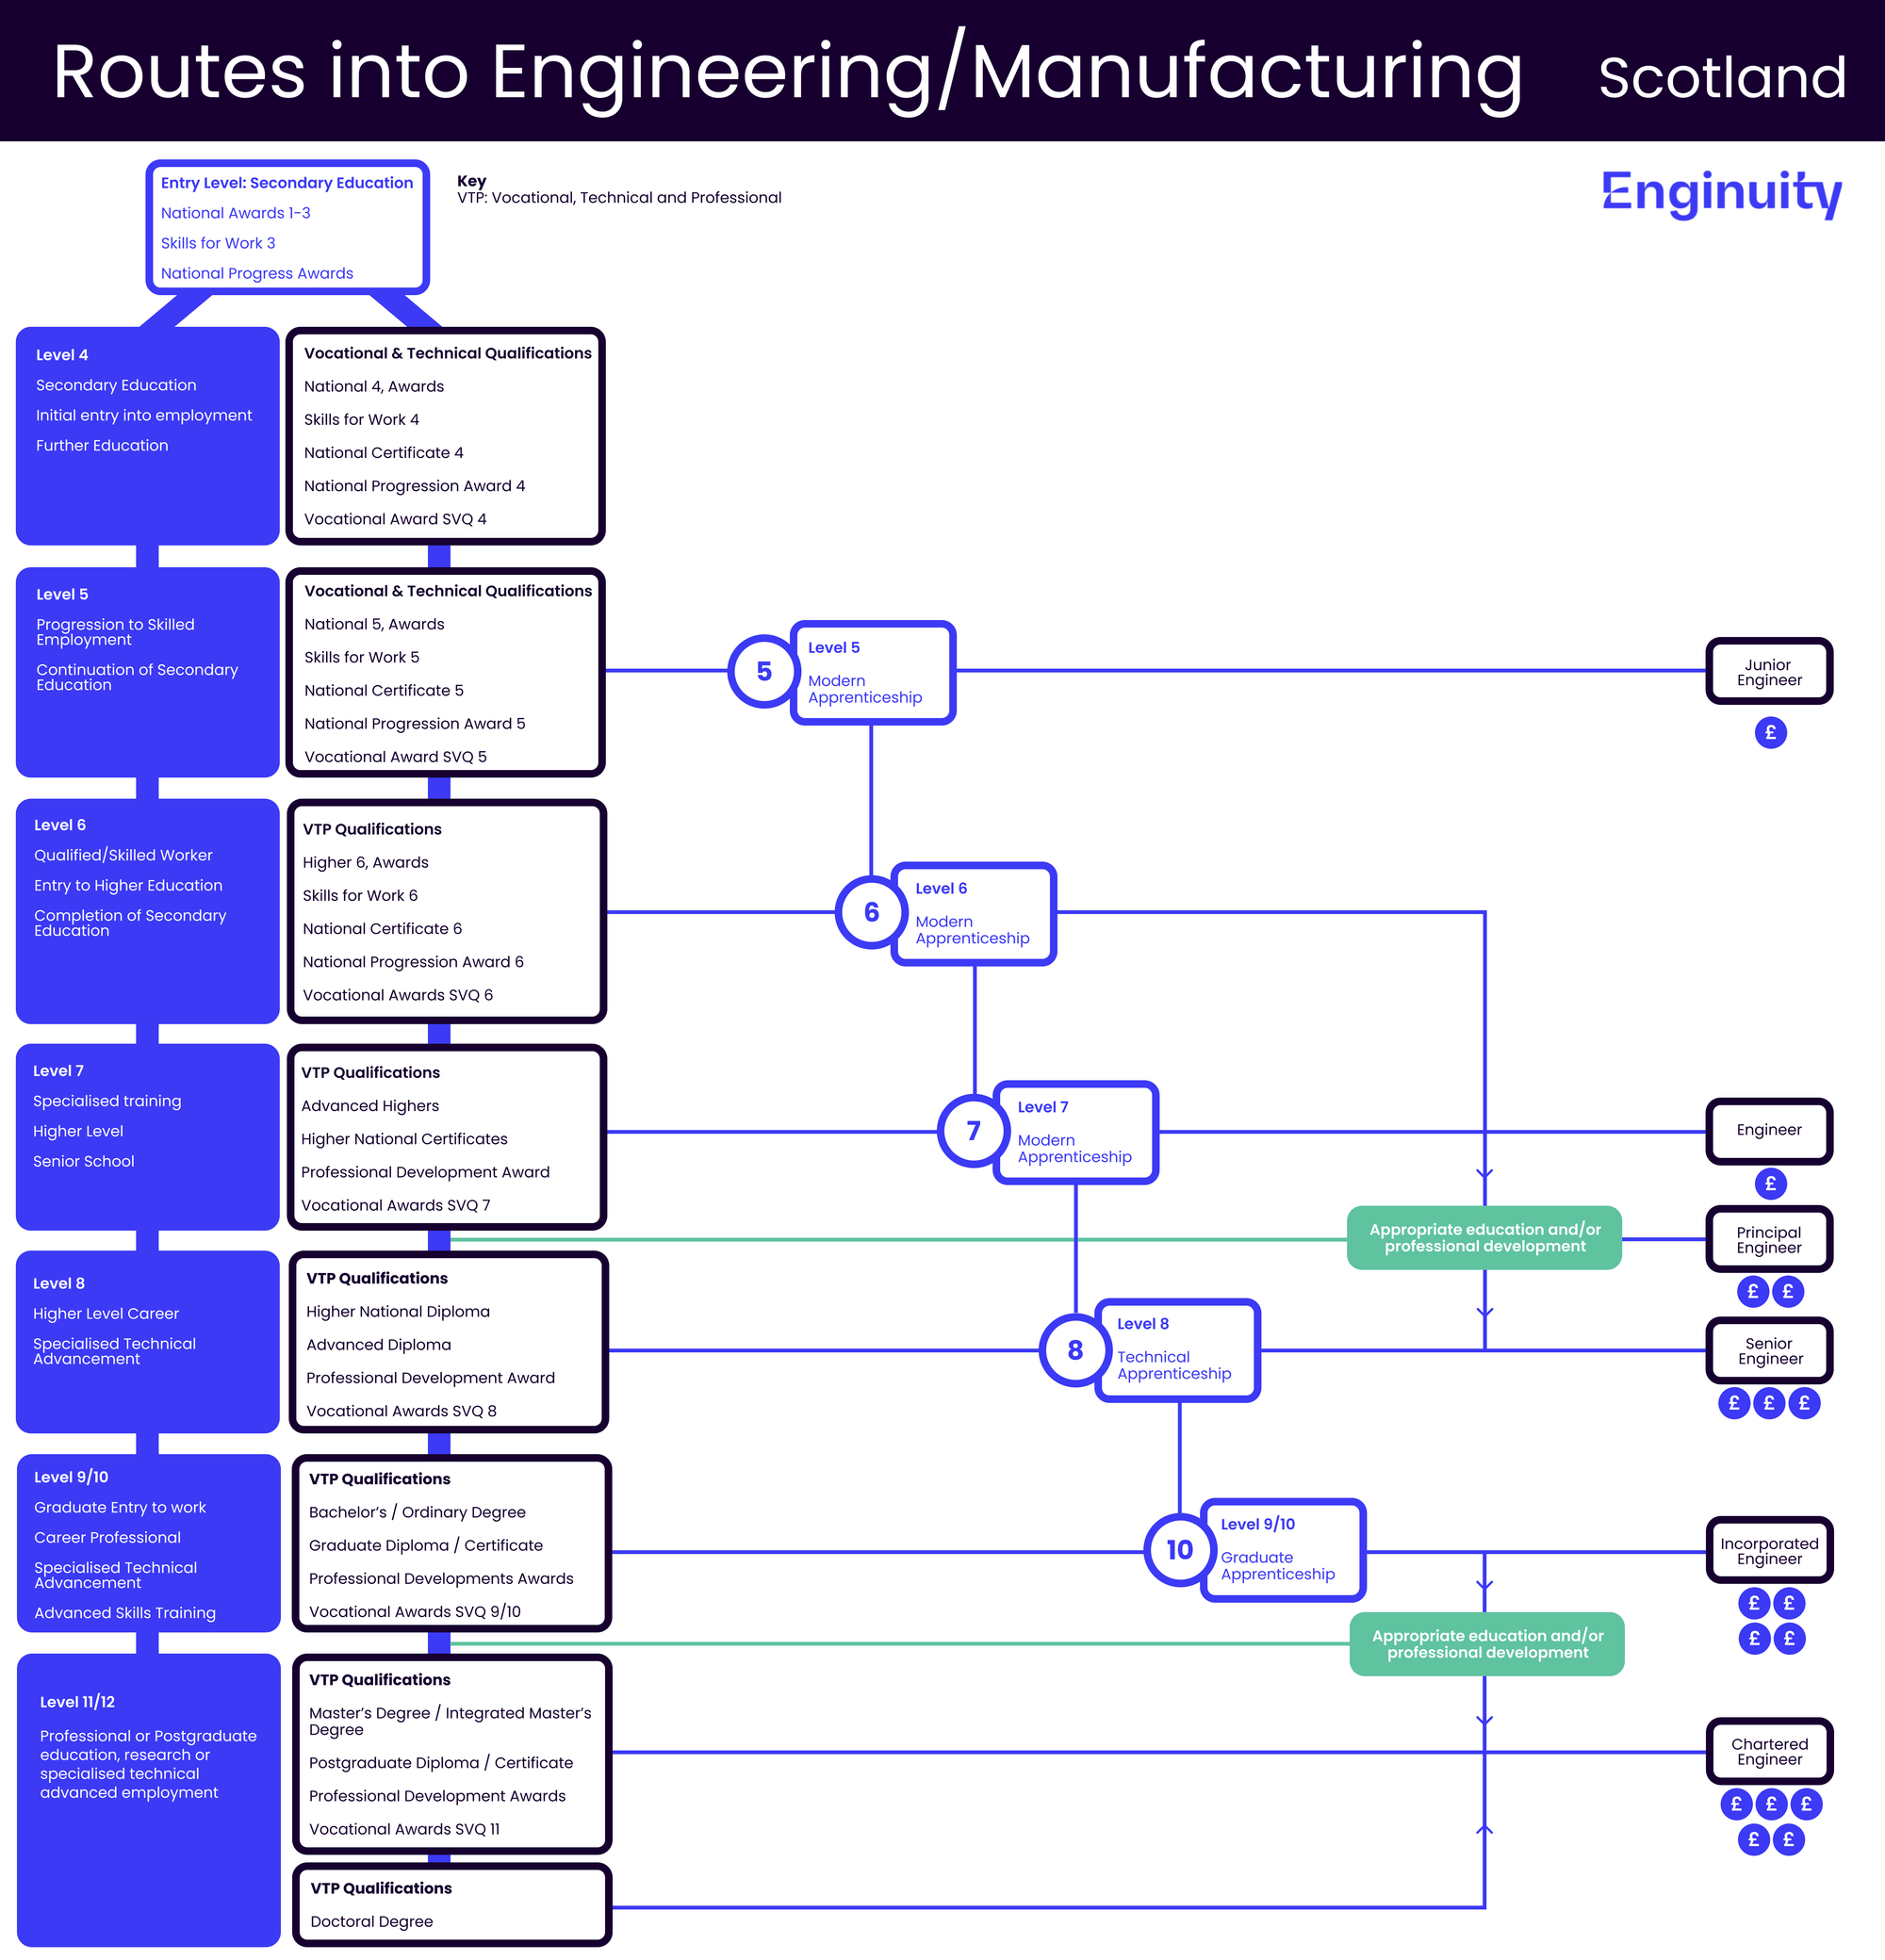 Routes into Engineering/Manufacturing Scotland
Enginuity
Key
VTP: Vocational, Technical and Professional
Entry Level: Secondary Education
National Awards 1-3
Skills for Work 3
National Progress Awards
Level 4
Secondary Education
Initial entry into employment
Further Education
Vocational & Technical Qualifications
National 4, Awards
Skills for Work 4
National Certificate 4
National Progression Award 4
Vocational Award SVQ 4
Level 5
Progression to Skilled
Employment
Continuation of Secondary
Education
Vocational & Technical Qualifications
National 5, Awards
Skills for Work 5
National Certificate 5
National Progression Award 5
Vocational Award SVQ 5
5
Level 5
Modern
Apprenticeship
Junior
Engineer
£
Level 6
Qualified/Skilled Worker
Entry to Higher Education
Completion of Secondary
Education
VTP Qualifications
Higher 6, Awards
Skills for Work 6
National Certificate 6
National Progression Award 6
Vocational Awards SVQ 6
6
Level 6
Modern
Apprenticeship
Level 7
Specialised training
Higher Level
Senior School
VTP Qualifications
Advanced Highers
Higher National Certificates
Professional Development Award
Vocational Awards SVQ 7
7
Level 7
Modern
Apprenticeship
Engineer
£
Appropriate education and/or
professional development
Principal
Engineer
£ £
Level 8
Higher Level Career
Specialised Technical
Advancement
VTP Qualifications
Higher National Diploma
Advanced Diploma
Professional Development Award
Vocational Awards SVQ 8
8
Level 8
Technical
Apprenticeship
Senior
Engineer
£ £ £
Level 9/10
Graduate Entry to work
Career Professional
Specialised Technical
Advancement
Advanced Skills Training
VTP Qualifications
Bachelor's / Ordinary Degree
Graduate Diploma / Certificate
Professional Developments Awards
Vocational Awards SVQ 9/10
10
Level 9/10
Graduate
Apprenticeship
Incorporated
Engineer
£ £
£ £
Appropriate education and/or
professional development
Level 11/12
Professional or Postgraduate
education, research or
specialised technical
advanced employment
VTP Qualifications
Master's Degree / Integrated Master's
Degree
Postgraduate Diploma / Certificate
Professional Development Awards
Vocational Awards SVQ 11
Chartered
Engineer
£ £ £
£ £
VTP Qualifications
Doctoral Degree